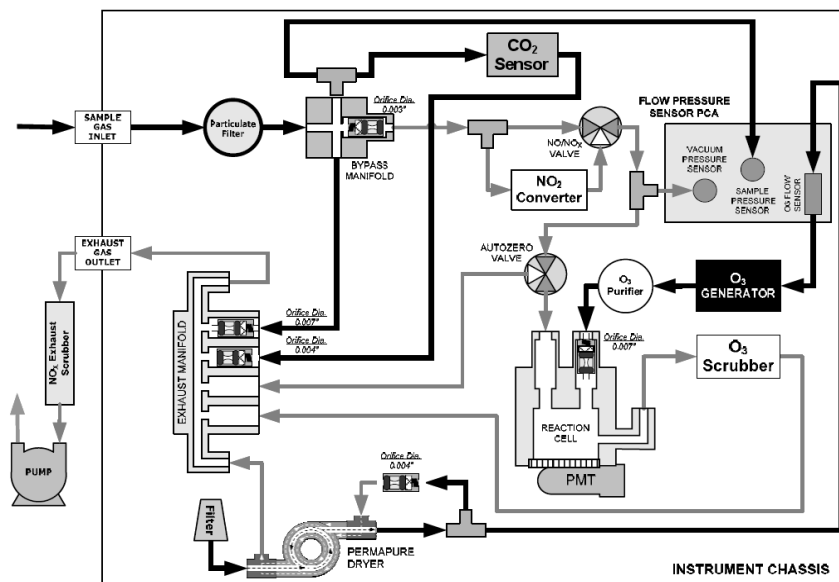 CO2
Sensor
Orifice Dia.
0.003"
SAMPLE
GAS
INLET
Particulate
Filter
BYPASS
MANIFOLD
NO/NOX
VALVE
NO2
Converter
FLOW PRESSURE
SENSOR PCA
VACUUM
PRESSURE
SENSOR
SAMPLE
PRESSURE
SENSOR
O3 FLOW
SENSOR
EXHAUST
GAS
OUTLET
AUTOZERO
VALVE
O3
Purifier
O3
GENERATOR
Orifice Dia.
0.007"
Orifice Dia.
0.004"
Orifice Dia.
0.007"
O3
Scrubber
NOX Exhaust
Scrubber
EXHAUST MANIFOLD
REACTION
CELL
PMT
PUMP
Orifice Dia.
0.004"
Filter
PERMAPURE
DRYER
INSTRUMENT CHASSIS